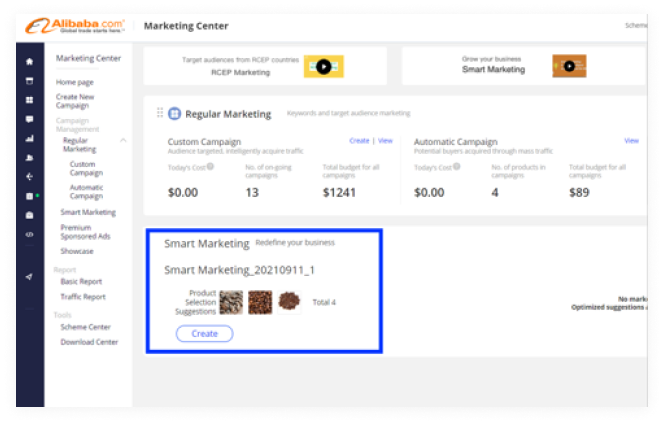 Alibaba.com
Global trade starts here.™
Marketing Center
Scheme
Marketing Center
Home page
Create New
Campaign
Campaign
Management
Regular
Marketing
Custom
Campaign
Automatic
Campaign
Smart Marketing
Premium
Sponsored Ads
Showcase
Report
Basic Report
Traffic Report
Tools
Scheme Center
Download Center
Target audiences from RCEP countries
RCEP Marketing
Grow your business
Smart Marketing
Regular Marketing Keywords and target audience marketing
Custom Campaign Create | View
Audience targeted, intelligently acquire traffic
Today's Cost No. of on-going campaigns Total budget for all campaigns
$0.00 13 $1241
Automatic Campaign View
Potential buyers acquired through mass traffic
Today's Cost No. of products in campaigns Total budget for all campaigns
$0.00 4 $89
Smart Marketing Redefine your business
Smart Marketing_20210911_1
Product
Selection
Suggestions
Total 4
Create
No mark
Optimized suggestions